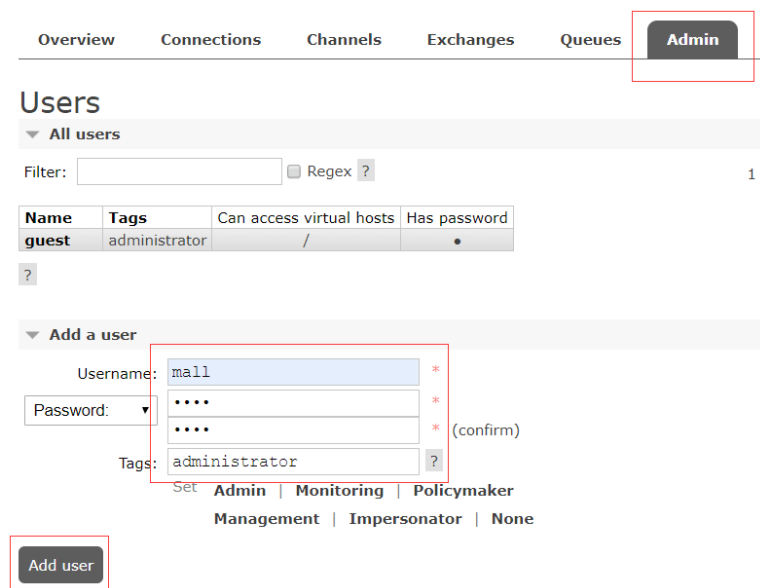 Overview Connections Channels Exchanges Queues Admin
Users
All users
Filter: Regex ? 1
Name Tags Can access virtual hosts Has password
guest administrator / ●
?
Add a user
Username: mall *
Password: •••• *
•••• * (confirm)
Tags: administrator ?
Set Admin | Monitoring | Policymaker
Management | Impersonator | None
Add user